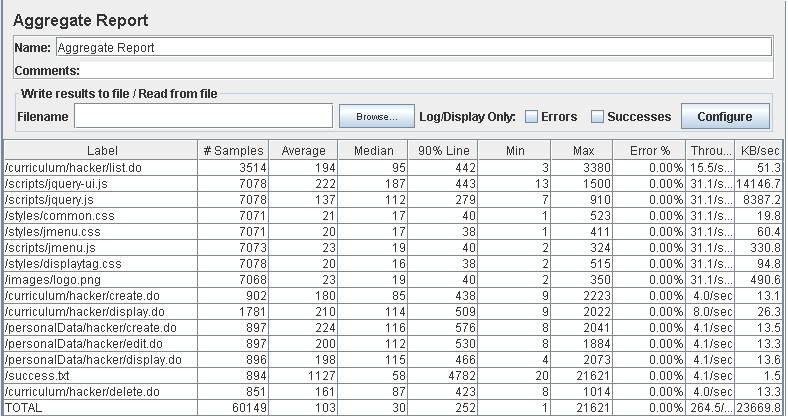 Aggregate Report
Name: Aggregate Report
Comments:
Write results to file / Read from file
Filename Browse... Log/Display Only: Errors Successes Configure
Label # Samples Average Median 90% Line Min Max Error % Throu... KB/sec
/curriculum/hacker/list.do 3514 194 95 442 3 3380 0.00% 15.5/s... 51.3
/scripts/jquery-ui.js 7078 222 187 443 13 1500 0.00% 31.1/s... 14146.7
/scripts/jquery.js 7078 137 112 279 7 910 0.00% 31.1/s... 8387.2
/styles/common.css 7071 21 17 40 1 523 0.00% 31.1/s... 19.8
/styles/jmenu.css 7071 20 17 38 1 411 0.00% 31.1/s... 60.4
/scripts/jmenu.js 7073 23 19 40 2 324 0.00% 31.1/s... 330.8
/styles/displaytag.css 7078 20 16 38 2 515 0.00% 31.1/s... 94.8
/images/logo.png 7068 23 19 40 2 350 0.00% 31.1/s... 490.6
/curriculum/hacker/create.do 902 180 85 438 9 2223 0.00% 4.0/sec 13.1
/curriculum/hacker/display.do 1781 210 114 509 9 2022 0.00% 8.0/sec 26.3
/personalData/hacker/create.do 897 224 116 576 8 2041 0.00% 4.1/sec 13.5
/personalData/hacker/edit.do 897 200 112 530 8 1884 0.00% 4.1/sec 13.3
/personalData/hacker/display.do 896 198 115 466 4 2073 0.00% 4.1/sec 13.6
/success.txt 894 1127 58 4782 20 21621 0.00% 4.1/sec 1.5
/curriculum/hacker/delete.do 851 161 87 423 8 1014 0.00% 4.1/sec 13.3
TOTAL 60149 103 30 252 1 21621 0.00% 264.5/... 23669.8